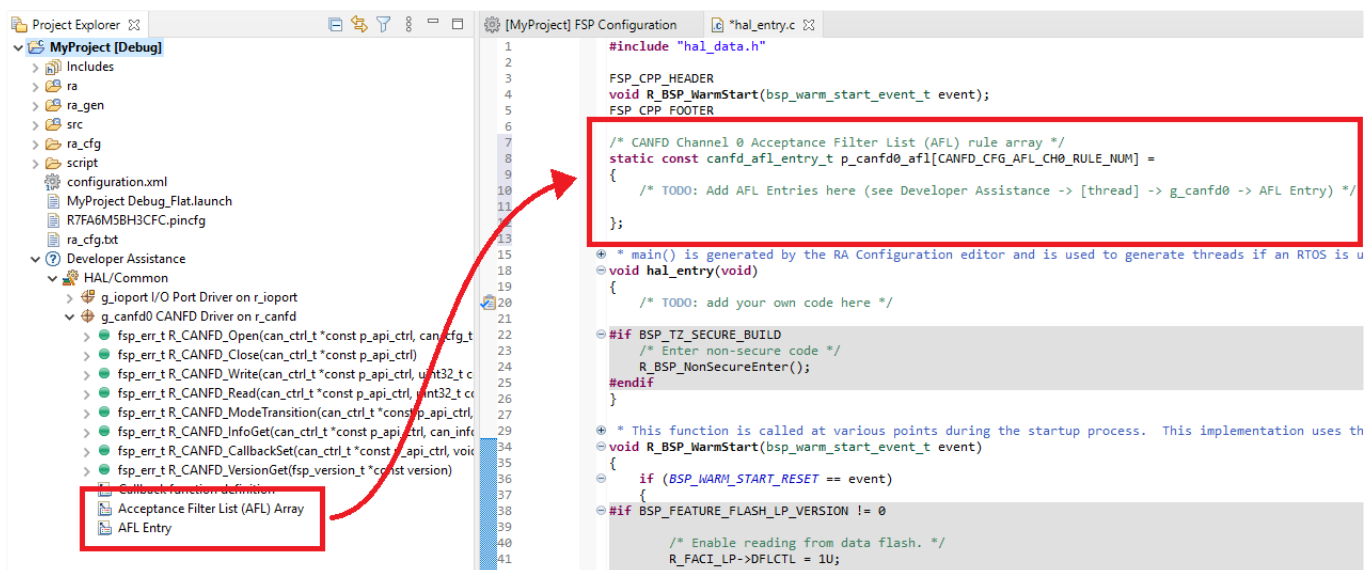 Project Explorer
MyProject [Debug]
Includes
ra
ra_gen
src
ra_cfg
script
configuration.xml
MyProject Debug_Flat.launch
R7FA6M5BH3CFC.pincfg
ra_cfg.txt
Developer Assistance
HAL/Common
g_ioport I/O Port Driver on r_ioport
g_canfd0 CANFD Driver on r_canfd
fsp_err_t R_CANFD_Open(can_ctrl_t *const p_api_ctrl, can_cfg_t
fsp_err_t R_CANFD_Close(can_ctrl_t *const p_api_ctrl)
fsp_err_t R_CANFD_Write(can_ctrl_t *const p_api_ctrl, uint32_t co
fsp_err_t R_CANFD_Read(can_ctrl_t *const p_api_ctrl, uint32_t co
fsp_err_t R_CANFD_ModeTransition(can_ctrl_t *const p_api_ctrl,
fsp_err_t R_CANFD_InfoGet(can_ctrl_t *const p_api_ctrl, can_info
fsp_err_t R_CANFD_CallbackSet(can_ctrl_t *const p_api_ctrl, void
fsp_err_t R_CANFD_VersionGet(fsp_version_t *const version)
Callback function definition
Acceptance Filter List (AFL) Array
AFL Entry
[MyProject] FSP Configuration
*hal_entry.c
1 #include "hal_data.h"
2
3 FSP_CPP_HEADER
4 void R_BSP_WarmStart(bsp_warm_start_event_t event);
5 FSP_CPP_FOOTER
6
7 /* CANFD Channel 0 Acceptance Filter List (AFL) rule array */
8 static const canfd_afl_entry_t p_canfd0_afl[CANFD_CFG_AFL_CH0_RULE_NUM] =
9 {
10 /* TODO: Add AFL Entries here (see Developer Assistance -> [thread] -> g_canfd0 -> AFL Entry) */
11
12 };
13
15 * main() is generated by the RA Configuration editor and is used to generate threads if an RTOS is u
18 void hal_entry(void)
19 {
20 /* TODO: add your own code here */
21
22 #if BSP_TZ_SECURE_BUILD
23 /* Enter non-secure code */
24 R_BSP_NonSecureEnter();
25 #endif
26 }
27
29 * This function is called at various points during the startup process. This implementation uses th
34 void R_BSP_WarmStart(bsp_warm_start_event_t event)
35 {
36 if (BSP_WARM_START_RESET == event)
37 {
38 #if BSP_FEATURE_FLASH_LP_VERSION != 0
39
40 /* Enable reading from data flash. */
41 R_FACI_LP->DFLCTL = 1U;